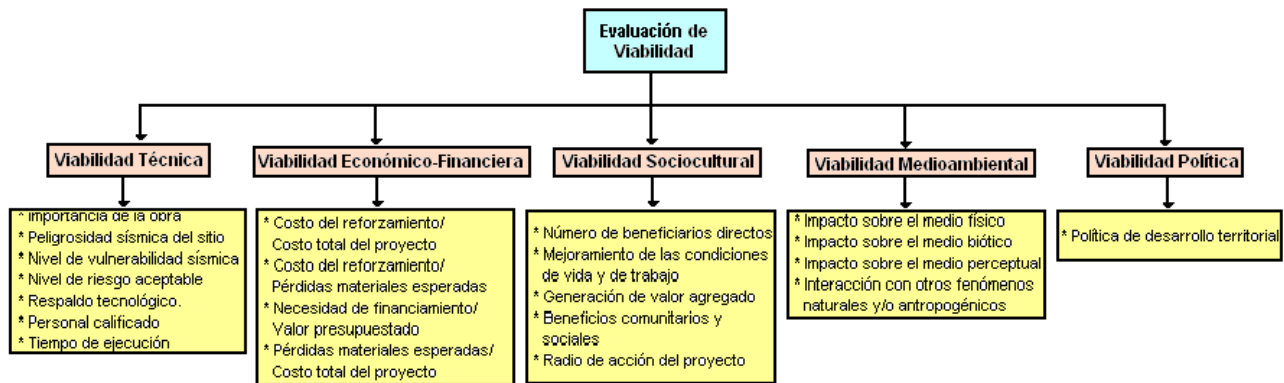 Evaluación de
Viabilidad
Viabilidad Técnica
* Importancia de la obra
* Peligrosidad sísmica del sitio
* Nivel de vulnerabilidad sísmica
* Nivel de riesgo aceptable
* Respaldo tecnológico.
* Personal calificado
* Tiempo de ejecución
Viabilidad Económico-Financiera
* Costo del reforzamiento/
Costo total del proyecto
* Costo del reforzamiento/
Pérdidas materiales esperadas
* Necesidad de financiamiento/
Valor presupuestado
* Pérdidas materiales esperadas/
Costo total del proyecto
Viabilidad Sociocultural
* Número de beneficiarios directos
* Mejoramiento de las condiciones
de vida y de trabajo
* Generación de valor agregado
* Beneficios comunitarios y
sociales
* Radio de acción del proyecto
Viabilidad Medioambiental
* Impacto sobre el medio físico
* Impacto sobre el medio biótico
* Impacto sobre el medio perceptual
* Interacción con otros fenómenos
naturales y/o antropogénicos
Viabilidad Política
* Política de desarrollo territorial